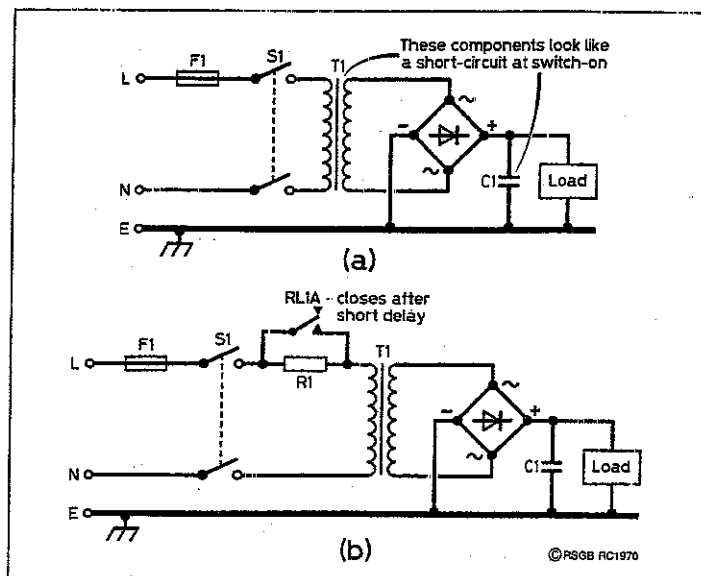 These components look like
a short-circuit at switch-on
F1
S1
T1
L
~
-
+
C1
Load
N
~
E
(a)
RL1A -- closes after
short delay
F1
S1
T1
L
R1
~
-
+
C1
Load
N
~
E
(b)
©RSGB RC1970